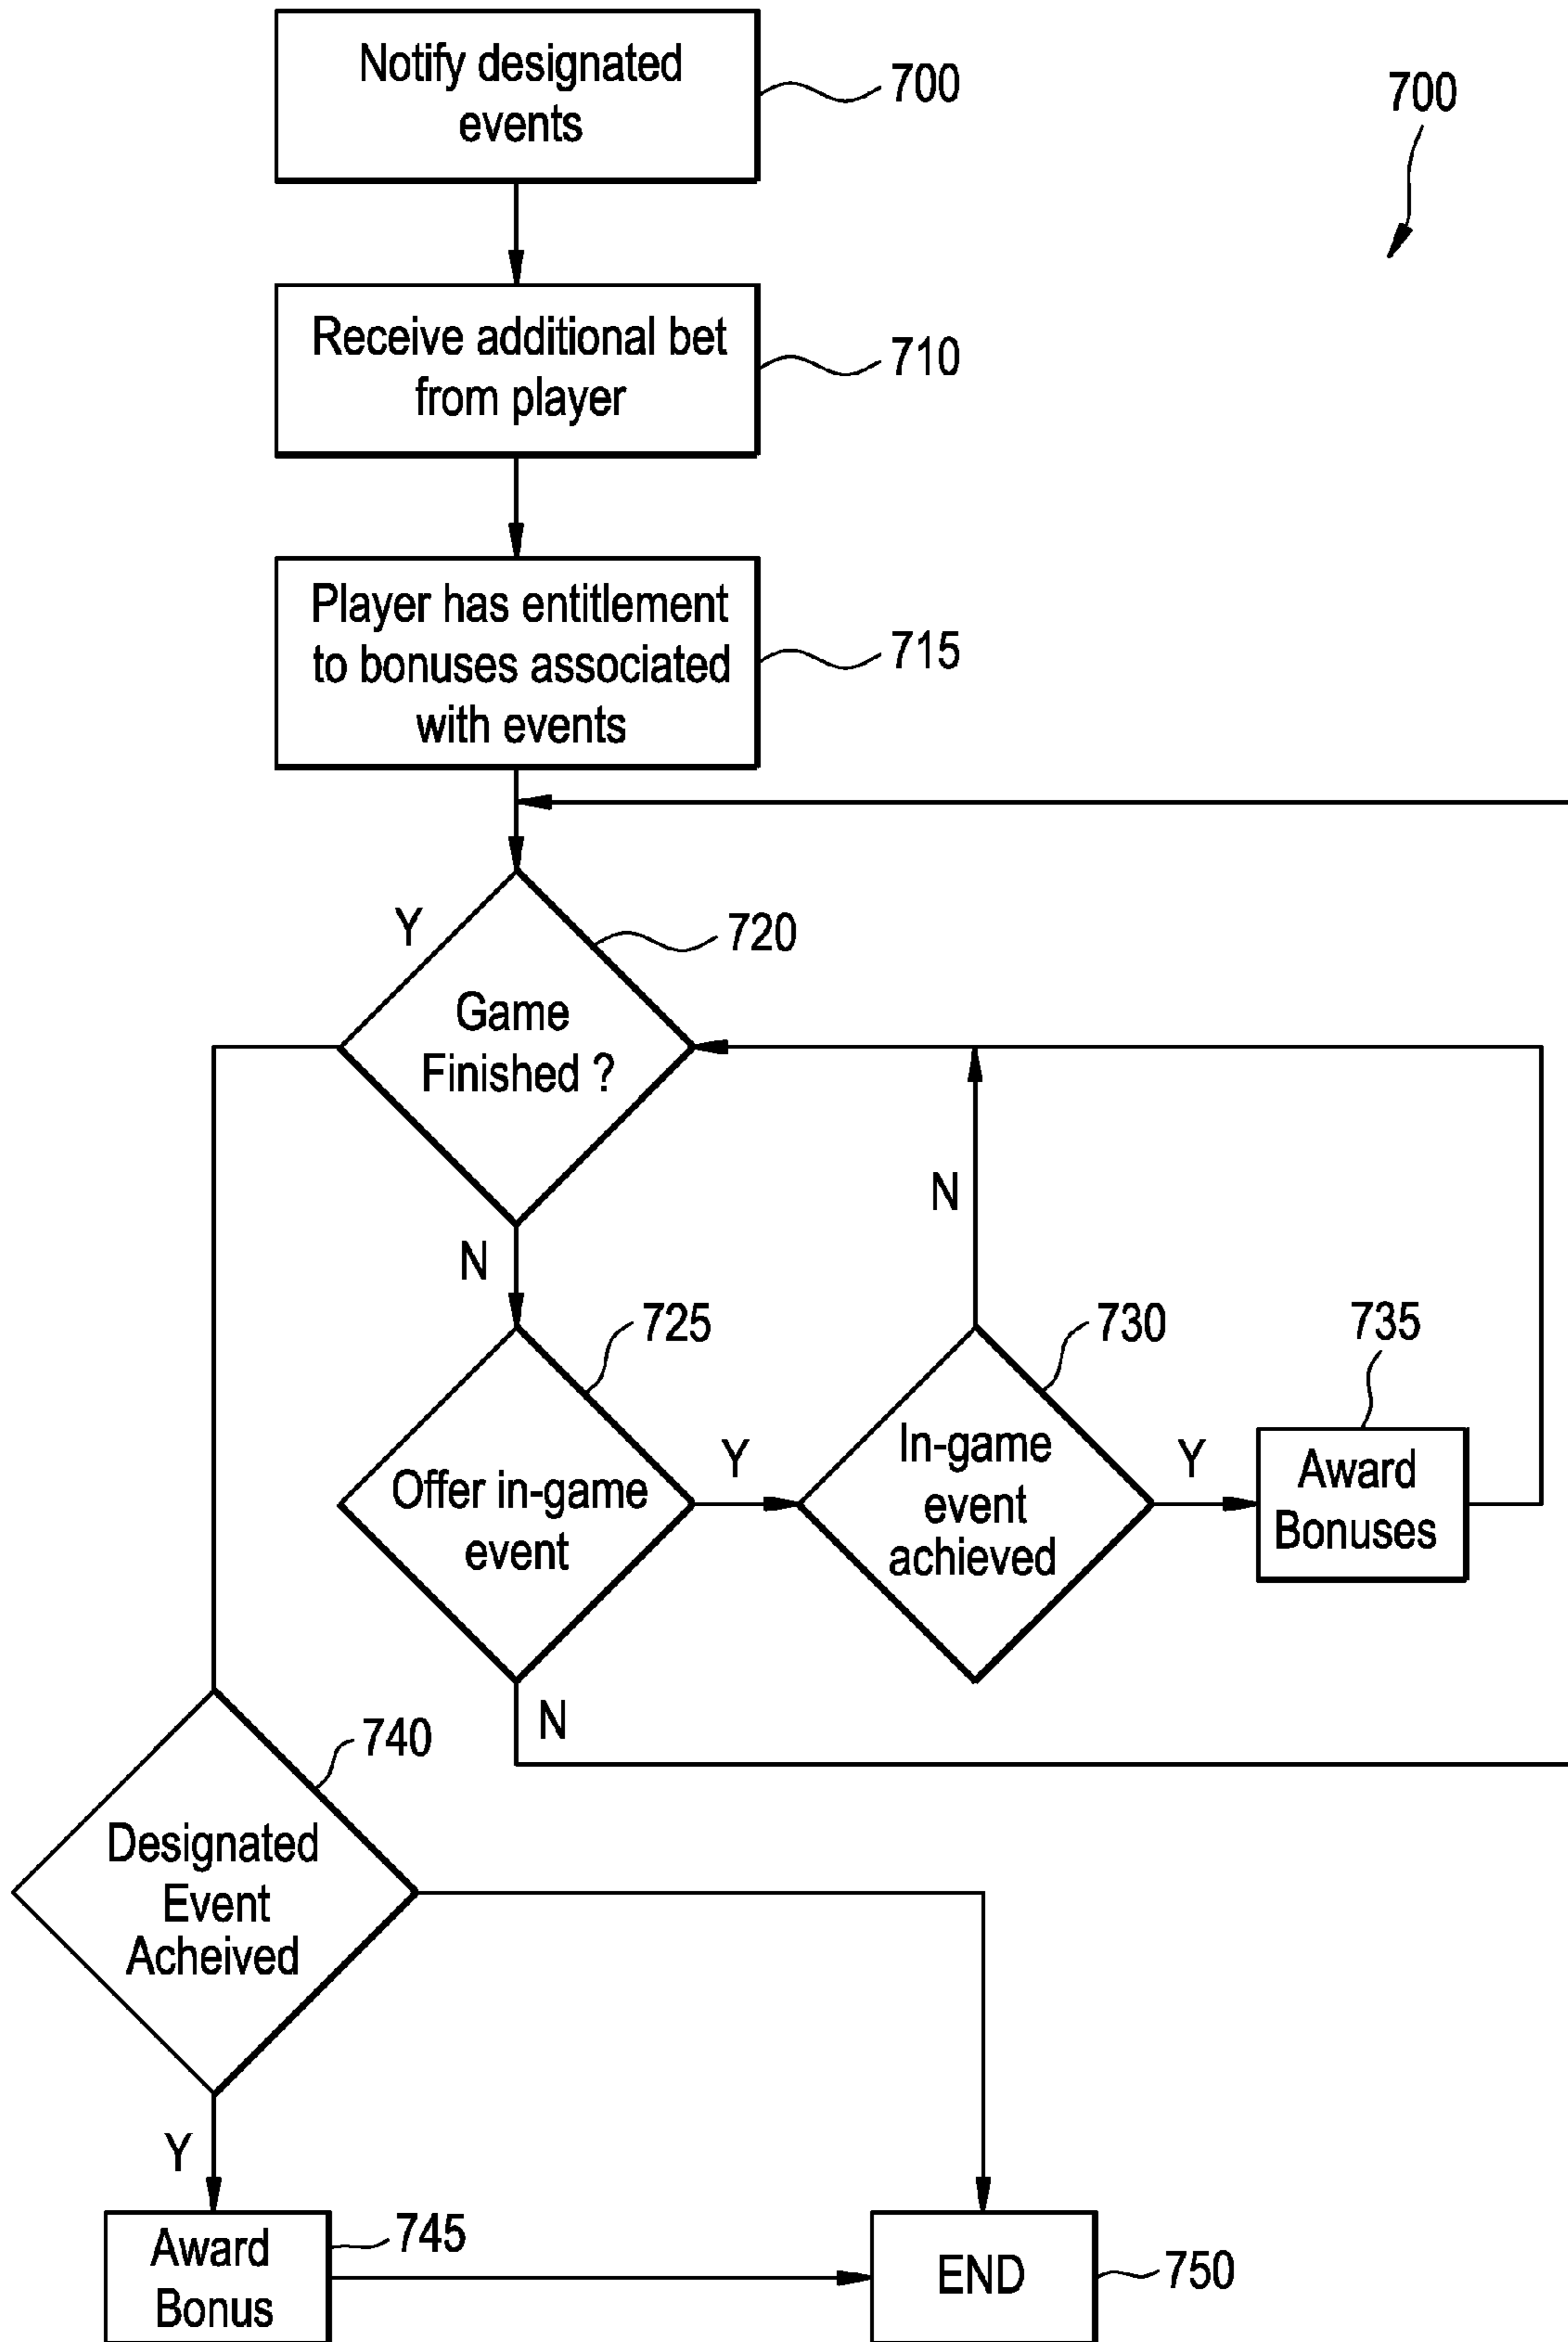 Notify designated
events
700
700
Receive additional bet
from player
710
Player has entitlement
to bonuses associated
with events
715
Y
720
Game
Finished ?
N
N
725
730
735
Offer in-game
event
Y
In-game
event
achieved
Y
Award
Bonuses
N
740
Designated
Event
Acheived
Y
745
Award
Bonus
END
750